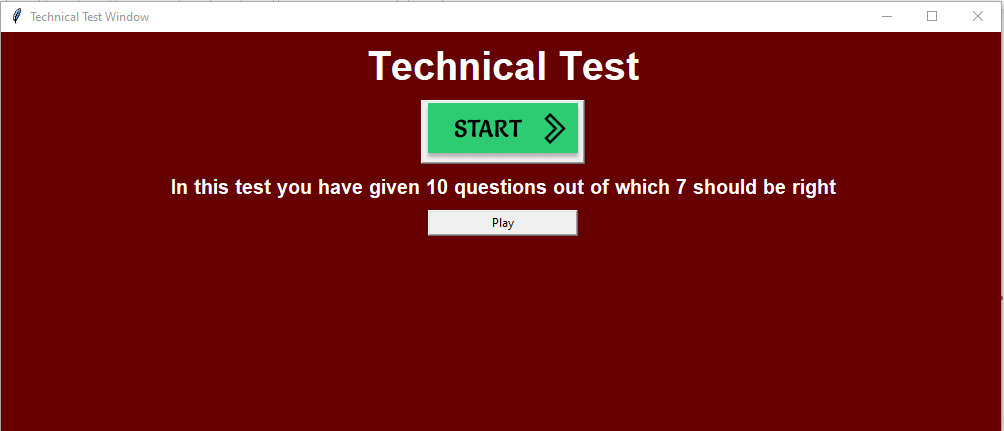 Technical Test Window
Technical Test
START
In this test you have given 10 questions out of which 7 should be right
Play